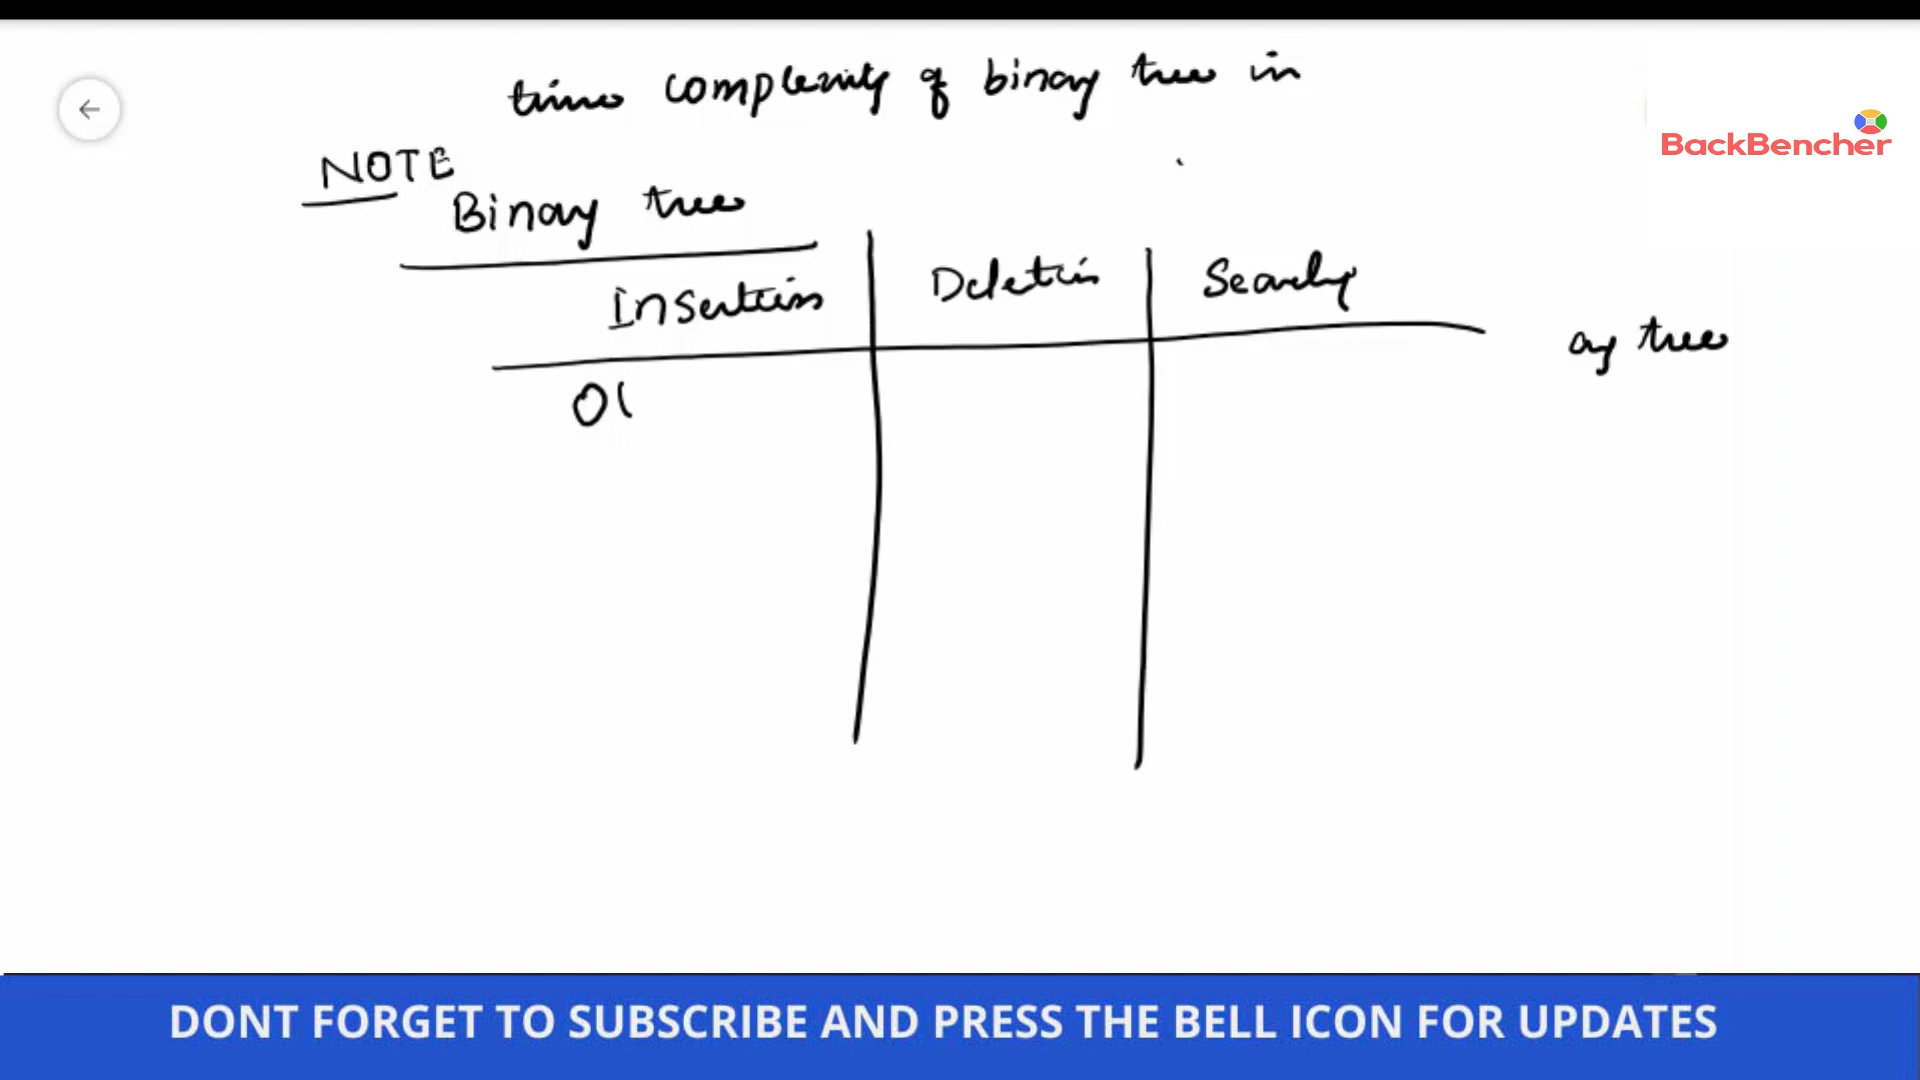 time complexity of binary tree in
BackBencher
NOTE
Binary tree
Insertion Deletion Searching
ary tree
O(
DONT FORGET TO SUBSCRIBE AND PRESS THE BELL ICON FOR UPDATES